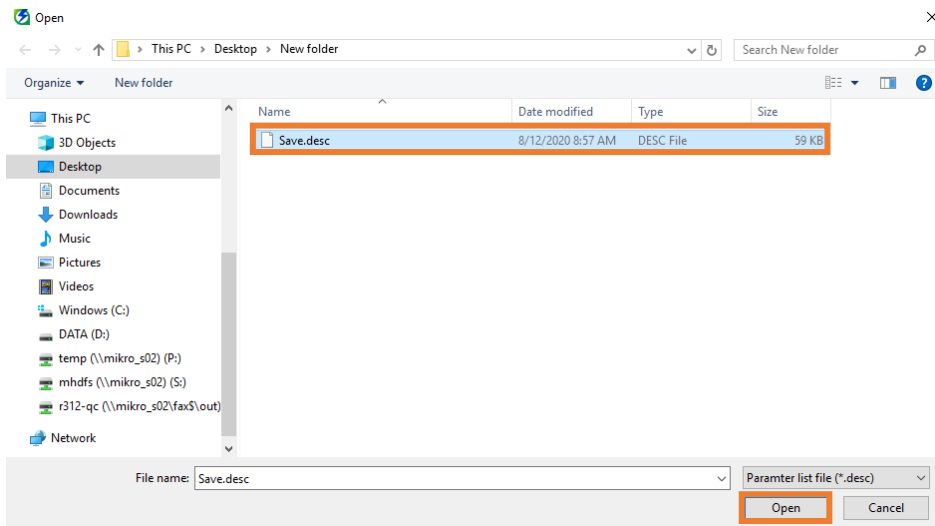 Open
This PC > Desktop > New folder
Search New folder
Organize
New folder
?
This PC
3D Objects
Desktop
Documents
Downloads
Music
Pictures
Videos
Windows (C:)
DATA (D:)
temp (\\mikro_s02) (P:)
mhdfs (\\mikro_s02) (S:)
r312-qc (\\mikro_s02\fax$\out)
Network
Name Date modified Type Size
Save.desc 8/12/2020 8:57 AM DESC File 59 KB
File name: Save.desc
Paramter list file (*.desc)
Open Cancel